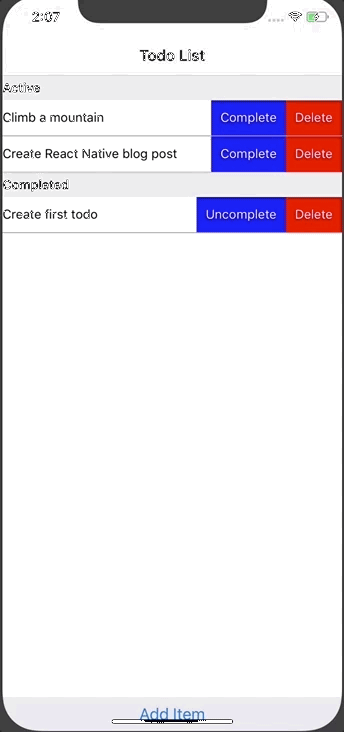 2:07
Todo List
Active
Climb a mountain Complete Delete
Create React Native blog post Complete Delete
Completed
Create first todo Uncomplete Delete
Add Item